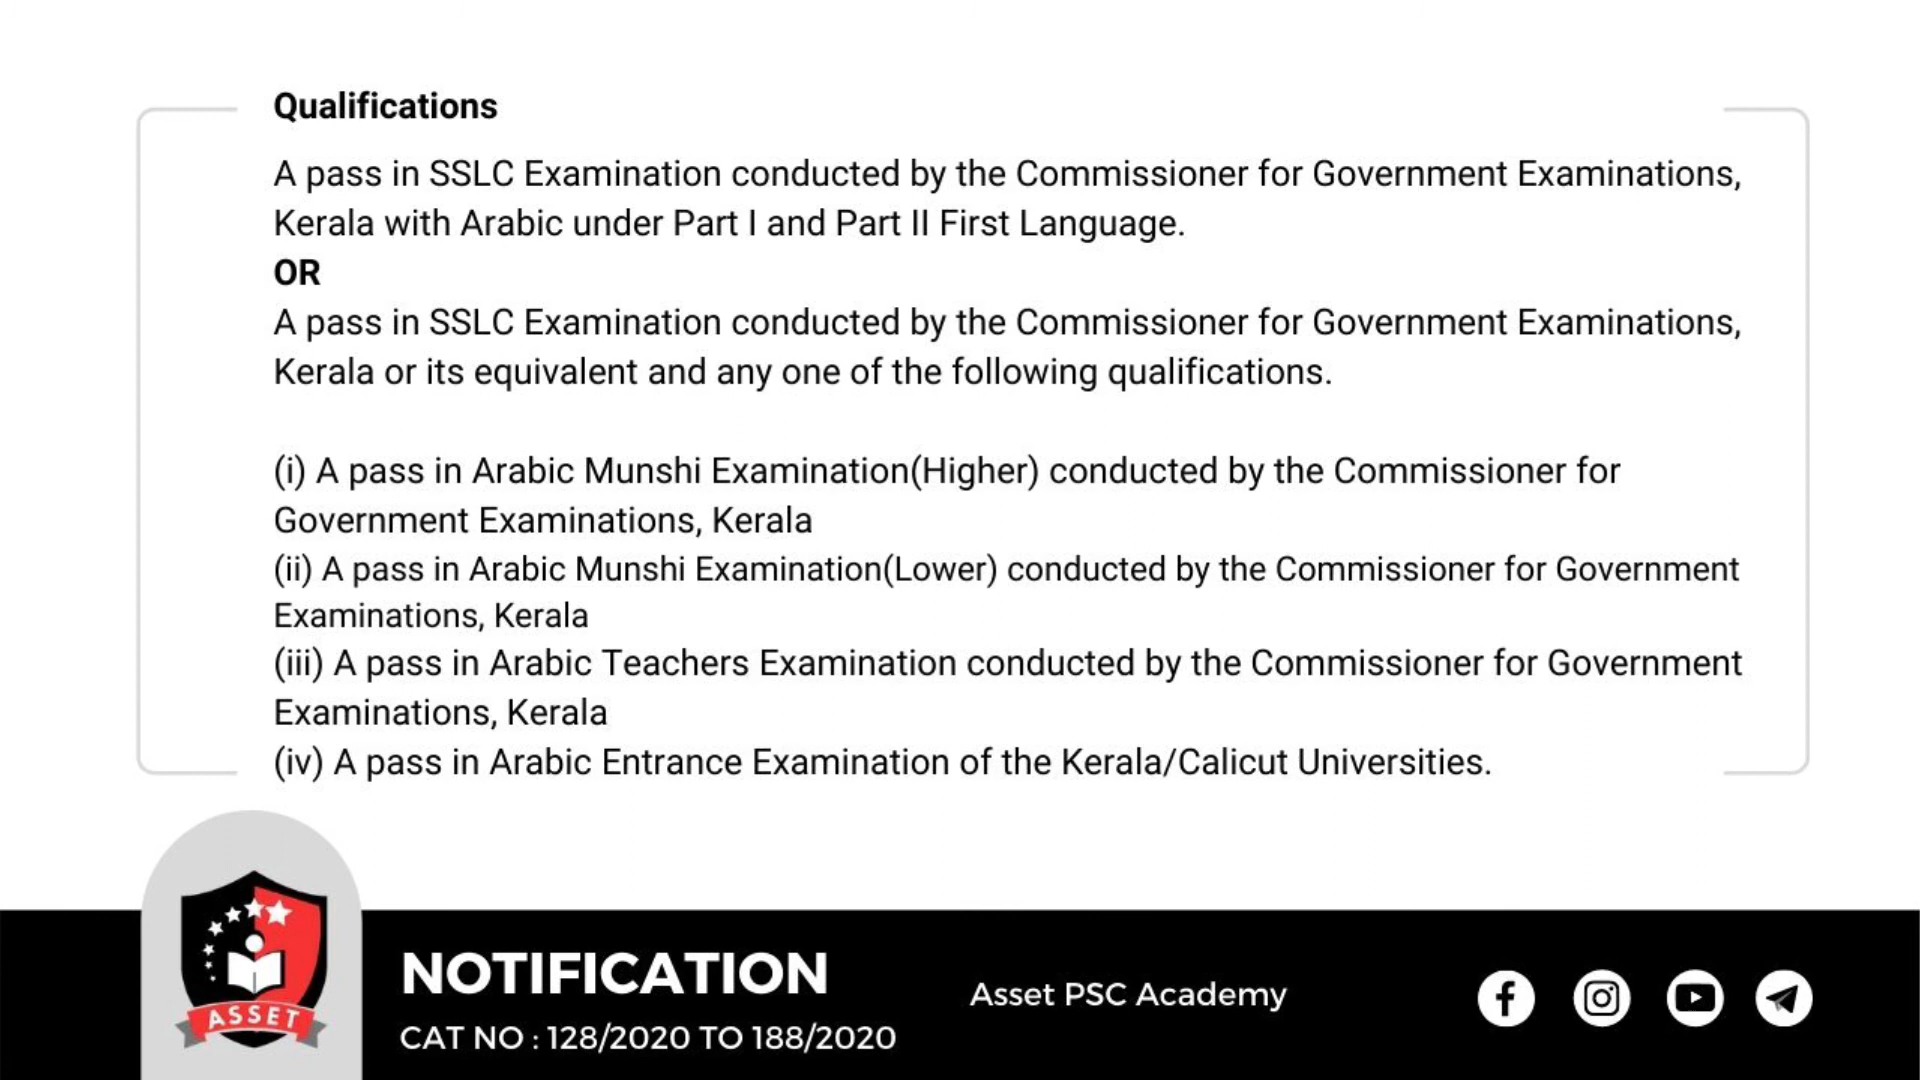 Qualifications
A pass in SSLC Examination conducted by the Commissioner for Government Examinations,
Kerala with Arabic under Part I and Part II First Language.
OR
A pass in SSLC Examination conducted by the Commissioner for Government Examinations,
Kerala or its equivalent and any one of the following qualifications.
(i) A pass in Arabic Munshi Examination(Higher) conducted by the Commissioner for
Government Examinations, Kerala
(ii) A pass in Arabic Munshi Examination(Lower) conducted by the Commissioner for Government
Examinations, Kerala
(iii) A pass in Arabic Teachers Examination conducted by the Commissioner for Government
Examinations, Kerala
(iv) A pass in Arabic Entrance Examination of the Kerala/Calicut Universities.
ASSET
NOTIFICATION
CAT NO : 128/2020 TO 188/2020
Asset PSC Academy